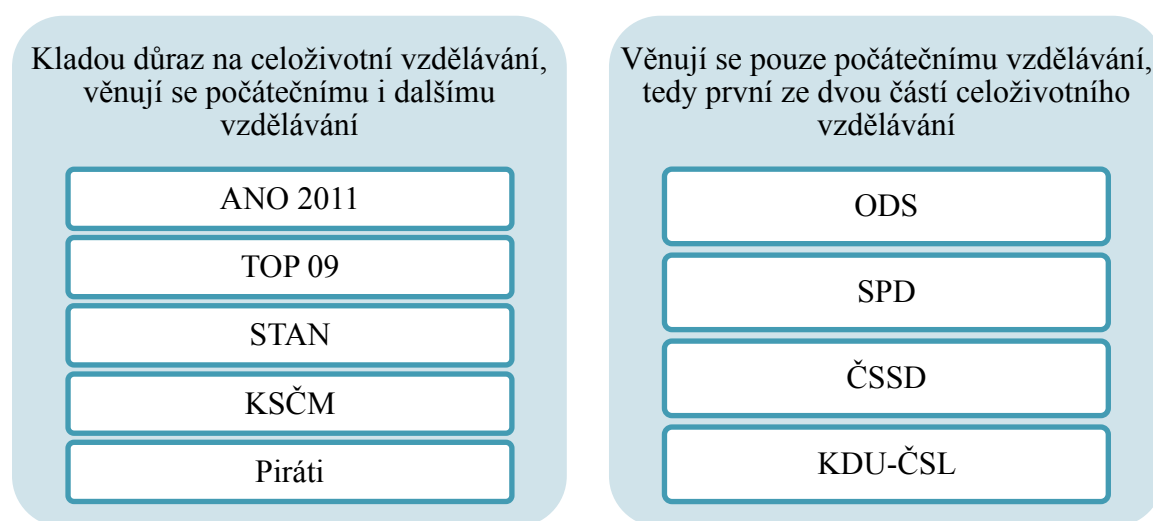 Kladou důraz na celoživotní vzdělávání,
věnují se počátečnímu i dalšímu
vzdělávání
ANO 2011
TOP 09
STAN
KSČM
Piráti
Věnují se pouze počátečnímu vzdělávání,
tedy první ze dvou částí celoživotního
vzdělávání
ODS
SPD
ČSSD
KDU-ČSL